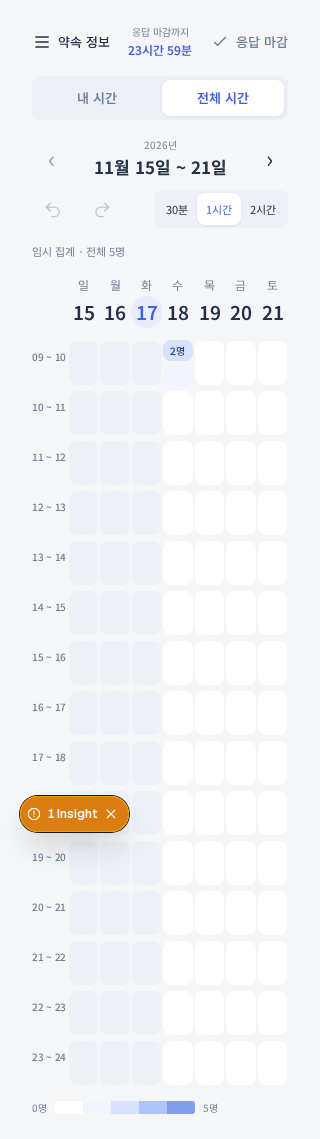 약속 정보
응답 마감까지
23시간 59분
응답 마감
내 시간
전체 시간
2026년
11월 15일 ~ 21일
30분
1시간
2시간
임시 집계 · 전체 5명
일 월 화 수 목 금 토
15 16 17 18 19 20 21
09 ~ 10
2명
10 ~ 11
11 ~ 12
12 ~ 13
13 ~ 14
14 ~ 15
15 ~ 16
16 ~ 17
17 ~ 18
1 Insight
19 ~ 20
20 ~ 21
21 ~ 22
22 ~ 23
23 ~ 24
0명
5명